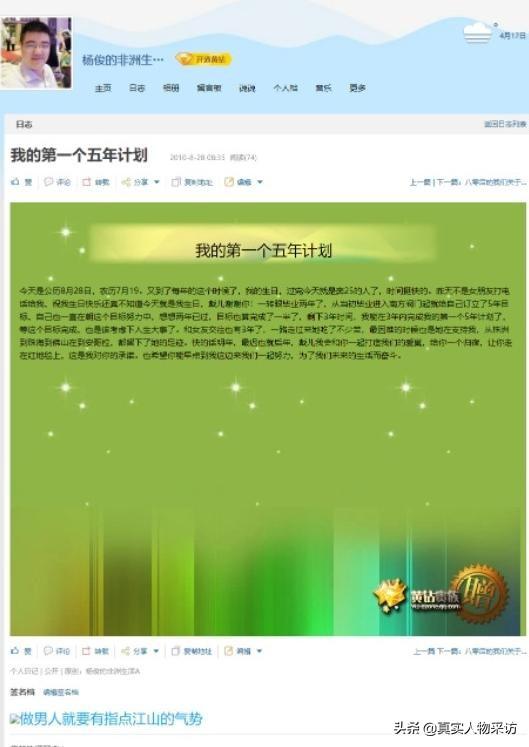 4月17日
杨俊的非洲生…
开通黄钻
主页 日志 相册 留言板 说说 个人档 音乐 更多
日志
返回日志列表
我的第一个五年计划 2010-8-28 08:35 阅读(74)
赞 评论 转载 分享 复制地址 编辑 上一篇 | 下一篇：八零后的我们关于...
我的第一个五年计划
今天是公历8月28日，农历7月19。又到了每年的这个时候了，我的生日，过完今天就是奔25的人了，时间挺快的。昨天不是女朋友打电
话给我，祝我生日快乐还真不知道今天就是我生日，戴儿谢谢你！一转眼毕业两年了，从当初毕业进入南方阀门起就给自己订立了5年目
标，自己也一直在朝这个目标努力中，想想两年已过，目标也算完成了一半了，剩下3年时间，我能在3年内完成我的第一个5年计划了，
等这个目标完成，也是该考虑下人生大事了。和女友交往也有3年了，一路走过来她吃了不少苦，最困难的时候也是她在支持我，从株洲
到珠海到佛山在到安哥拉，都留下了她的足迹。快的话明年，最迟也就后年，戴儿我会和你一起打造我们的爱巢，给你一个归宿，让你走
在红地毯上。这是我对你的承诺。也希望你能早点到我这边来我们一起努力，为了我们未来的生活而奋斗。
黄钻贵族
赞 评论 转载 分享 复制地址 编辑 上一篇 | 下一篇：八零后的我们关于...
个人日记 | 公开 | 原创：杨俊的非洲生涯
签名档 编辑签名档
做男人就要有指点江山的气势
头条 @真实人物采访